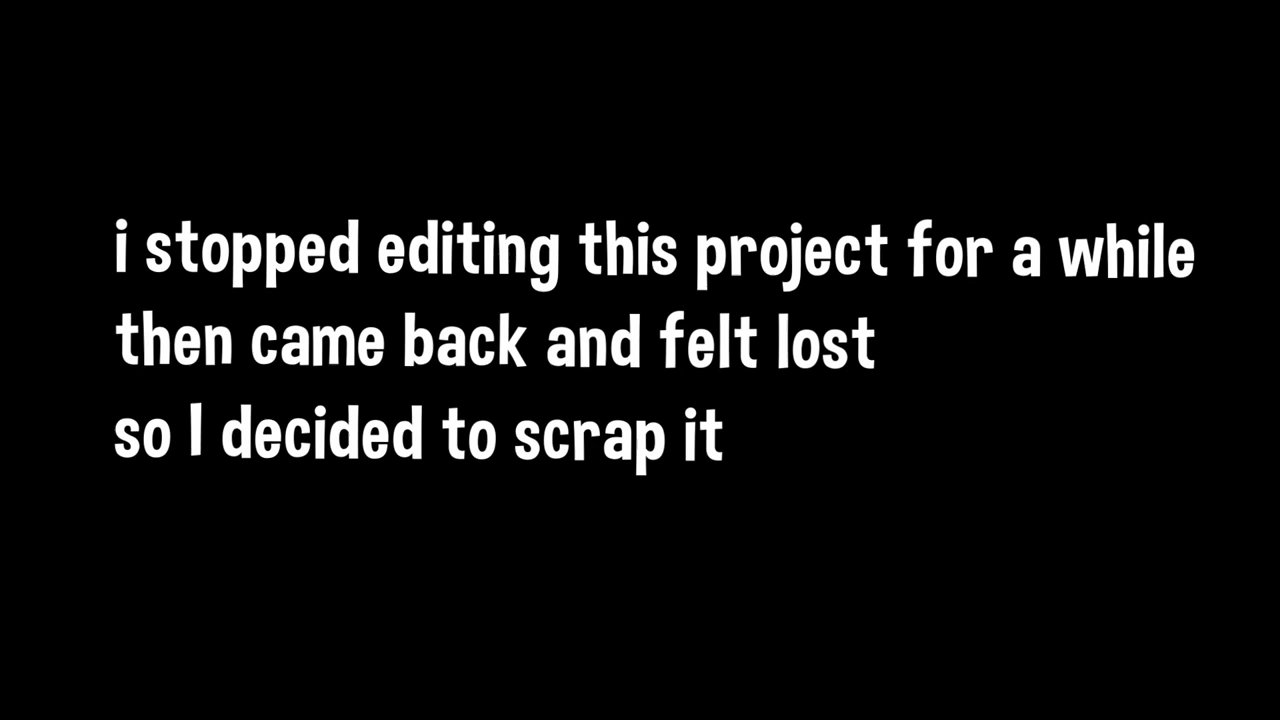 i stopped editing this project for a while
then came back and felt lost
so I decided to scrap it